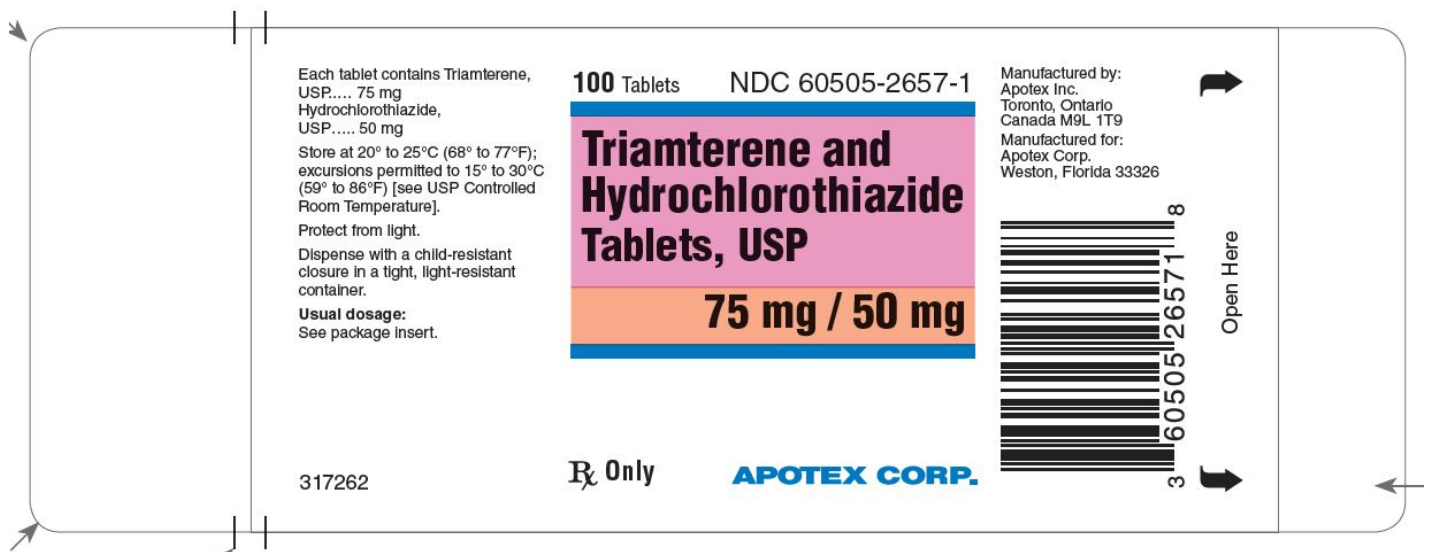 Each tablet contains Triamterene,
USP..... 75 mg
Hydrochlorothiazide,
USP..... 50 mg
Store at 20° to 25°C (68° to 77°F);
excursions permitted to 15° to 30°C
(59° to 86°F) [see USP Controlled
Room Temperature].
Protect from light.
Dispense with a child-resistant
closure in a tight, light-resistant
container.
Usual dosage:
See package insert.
317262
100 Tablets NDC 60505-2657-1
Triamterene and
Hydrochlorothiazide
Tablets, USP
75 mg / 50 mg
Rx Only
APOTEX CORP.
Manufactured by:
Apotex Inc.
Toronto, Ontario
Canada M9L 1T9
Manufactured for:
Apotex Corp.
Weston, Florida 33326
3 60505 26571 8
Open Here